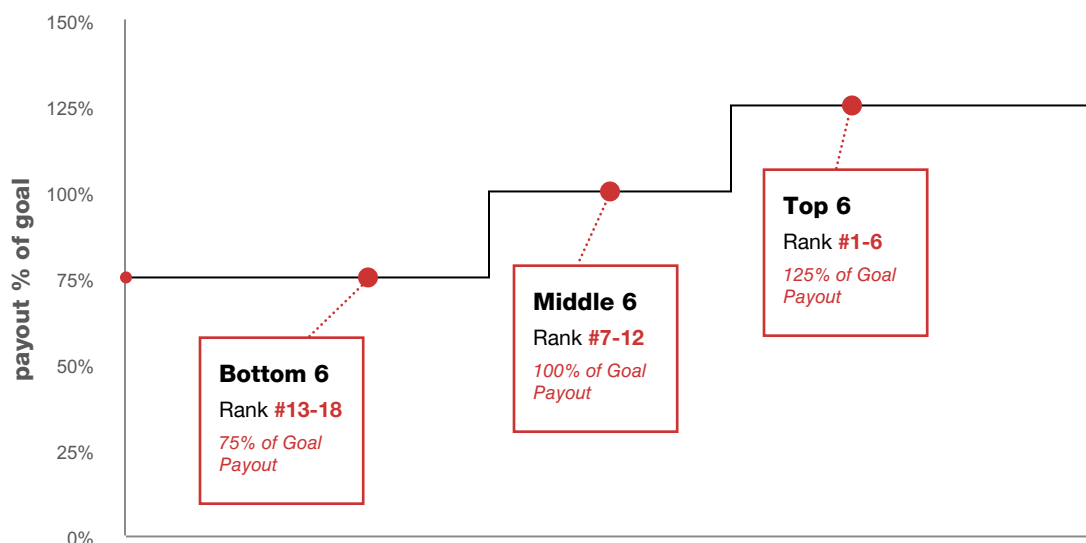 150%
125%
100%
75%
50%
25%
0%
payout % of goal
Bottom 6
Rank #13-18
75% of Goal
Payout
Middle 6
Rank #7-12
100% of Goal
Payout
Top 6
Rank #1-6
125% of Goal
Payout